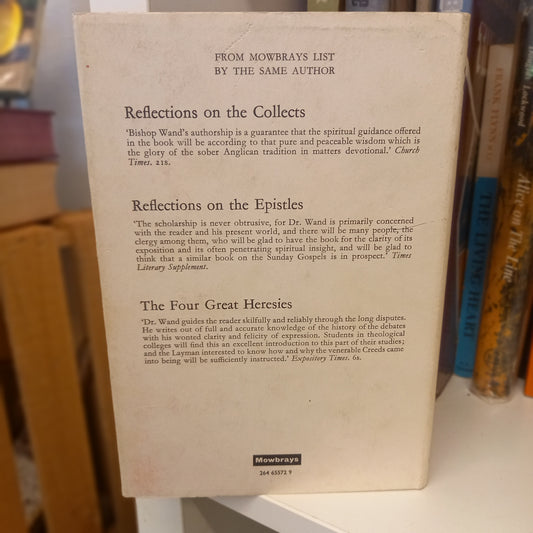 FROM MOWBRAYS LIST
BY THE SAME AUTHOR
Reflections on the Collects
'Bishop Wand's authorship is a guarantee that the spiritual guidance offered
in the book will be according to that pure and peaceable wisdom which is
the glory of the sober Anglican tradition in matters devotional.' Church
Times. 21s.
Reflections on the Epistles
'The scholarship is never obtrusive, for Dr. Wand is primarily concerned
with the reader and his present world, and there will be many people, the
clergy among them, who will be glad to have the book for the clarity of its
exposition and its often penetrating spiritual insight, and will be glad to
think that a similar book on the Sunday Gospels is in prospect.' Times
Literary Supplement.
The Four Great Heresies
'Dr. Wand guides the reader skilfully and reliably through the long disputes.
He writes out of full and accurate knowledge of the history of the debates
with his wonted clarity and felicity of expression. Students in theological
colleges will find this an excellent introduction to this part of their studies;
and the Layman interested to know how and why the venerable Creeds came
into being will be sufficiently instructed.' Expository Times. 6s.
Mowbrays
264 65572 9
FRANK
THE LIVING HEART
Lockwood
Alice on The Line